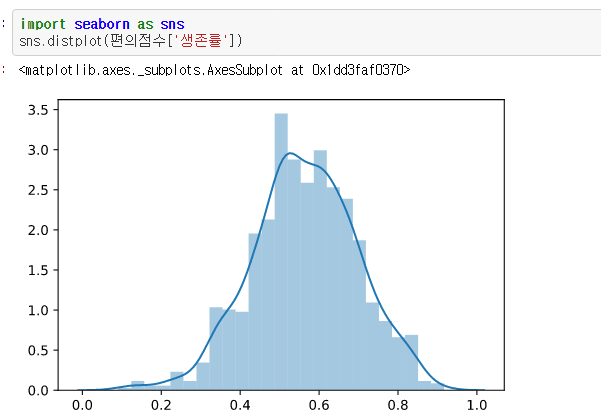 : import seaborn as sns
sns.distplot(편의점수['생존률'])
: <matplotlib.axes._subplots.AxesSubplot at 0x1dd3faf0370>
3.5
3.0
2.5
2.0
1.5
1.0
0.5
0.0
0.0 0.2 0.4 0.6 0.8 1.0